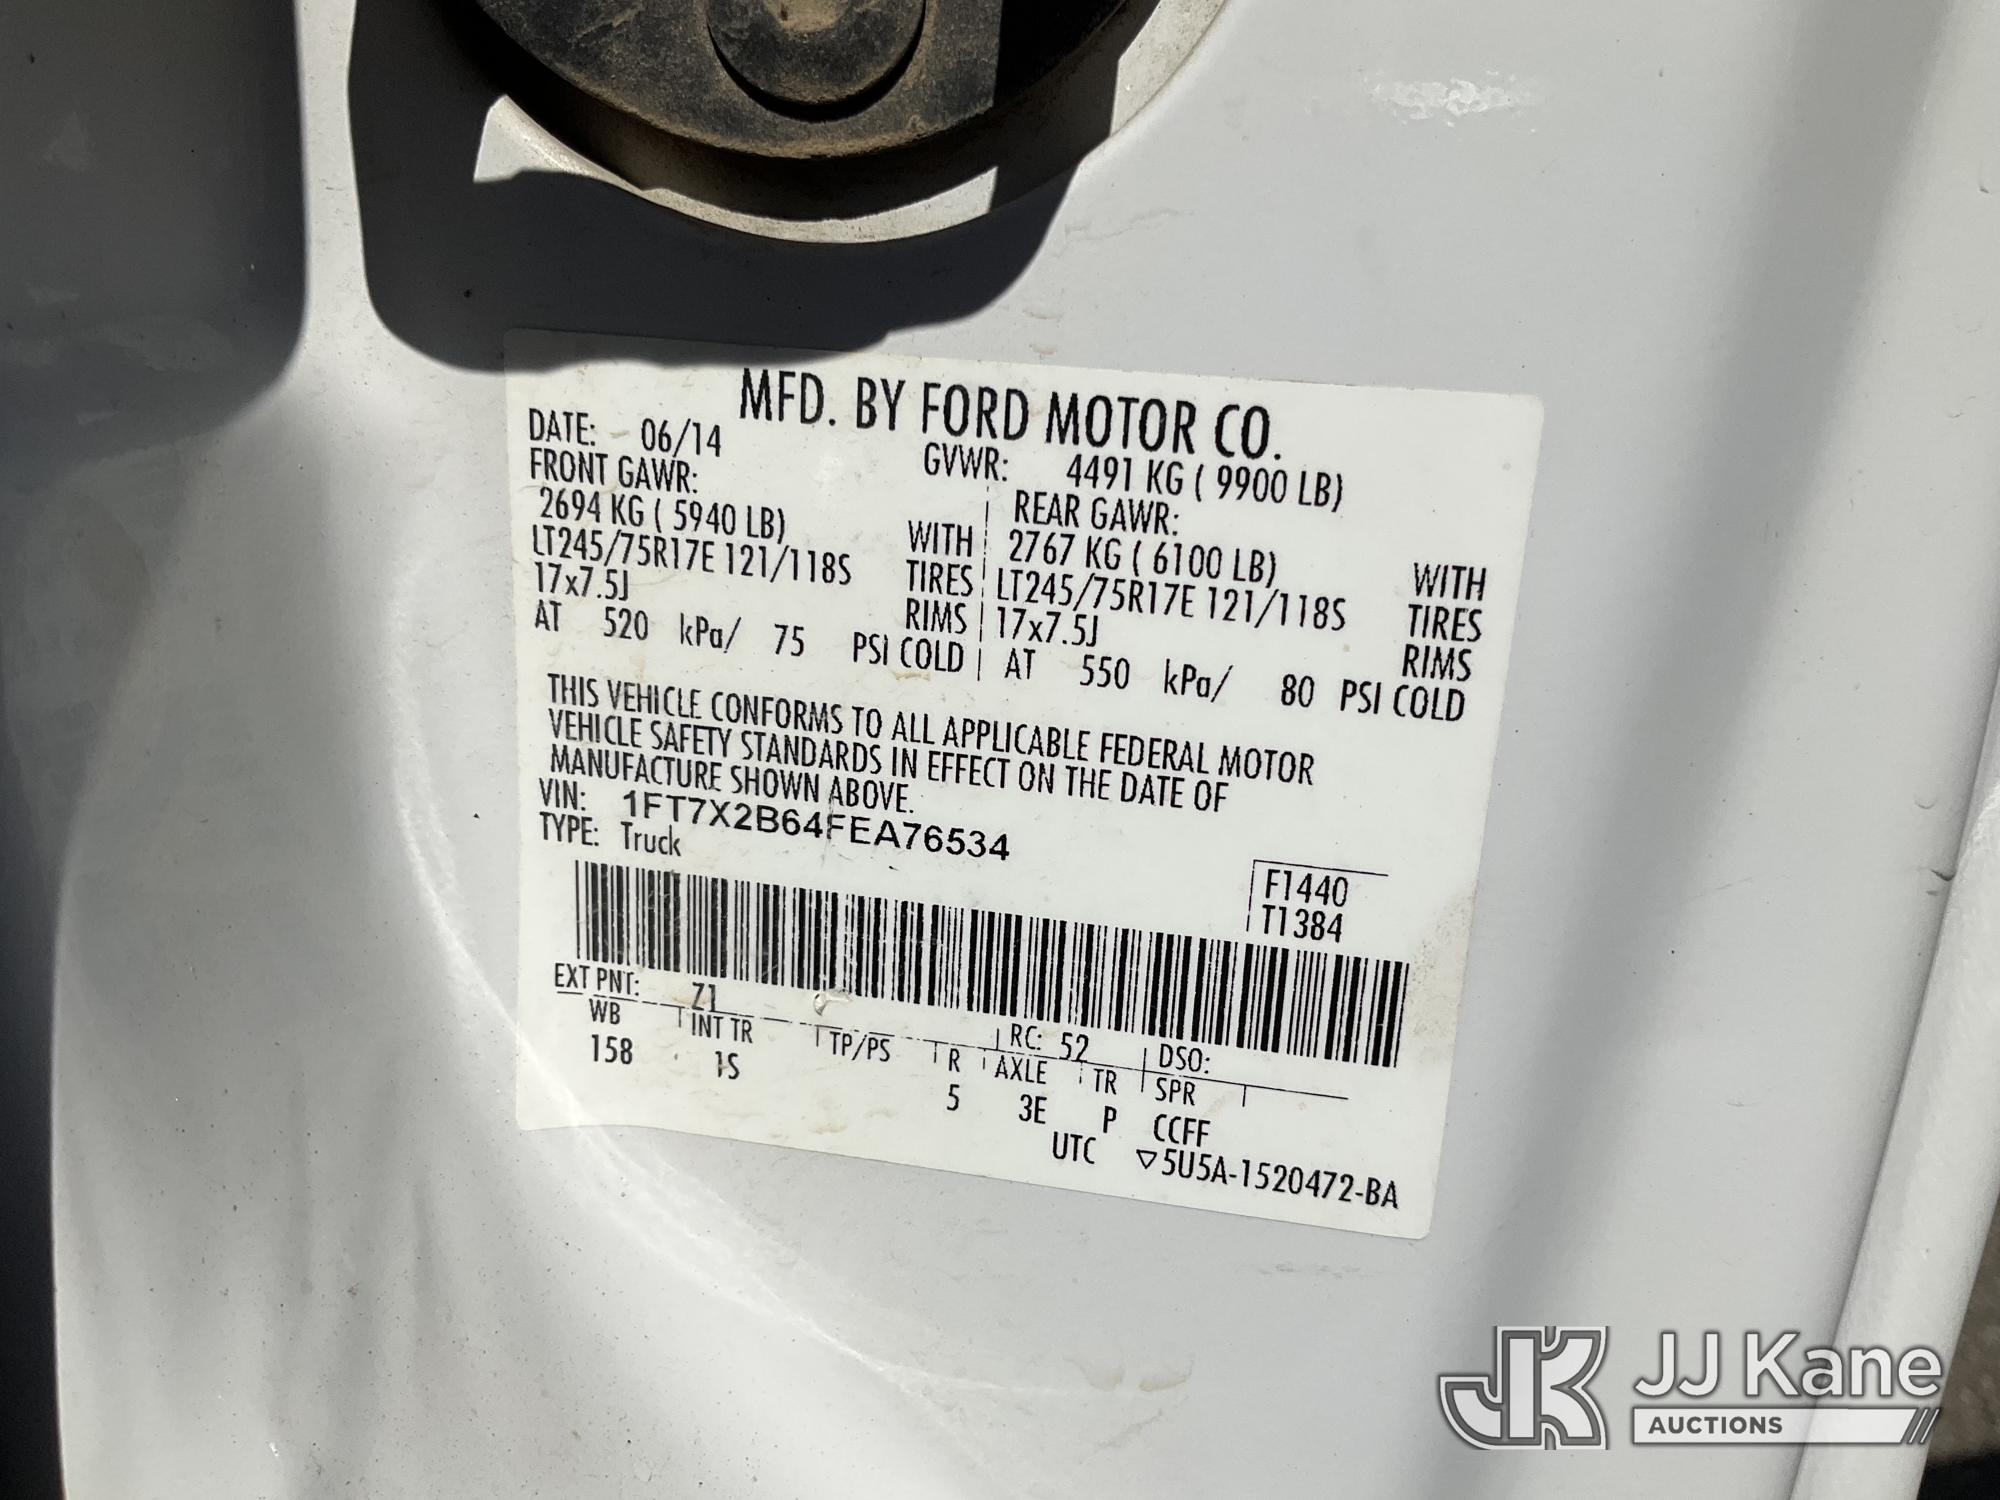 MFD. BY FORD MOTOR CO.
DATE: 06/14 GVWR: 4491 KG ( 9900 LB)
FRONT GAWR: REAR GAWR:
2694 KG ( 5940 LB) WITH 2767 KG ( 6100 LB) WITH
LT245/75R17E 121/118S TIRES LT245/75R17E 121/118S TIRES
17x7.5J RIMS 17x7.5J RIMS
AT 520 kPa/ 75 PSI COLD AT 550 kPa/ 80 PSI COLD
THIS VEHICLE CONFORMS TO ALL APPLICABLE FEDERAL MOTOR
VEHICLE SAFETY STANDARDS IN EFFECT ON THE DATE OF
MANUFACTURE SHOWN ABOVE.
VIN: 1FT7X2B64FEA76534
TYPE: Truck
F1440
T1384
EXT PNT: Z1 RC: 52 DSO:
WB INT TR TP/PS R AXLE TR SPR
158 1S 5 3E P CCFF
UTC ▽5U5A-1520472-BA
JK JJ Kane
AUCTIONS